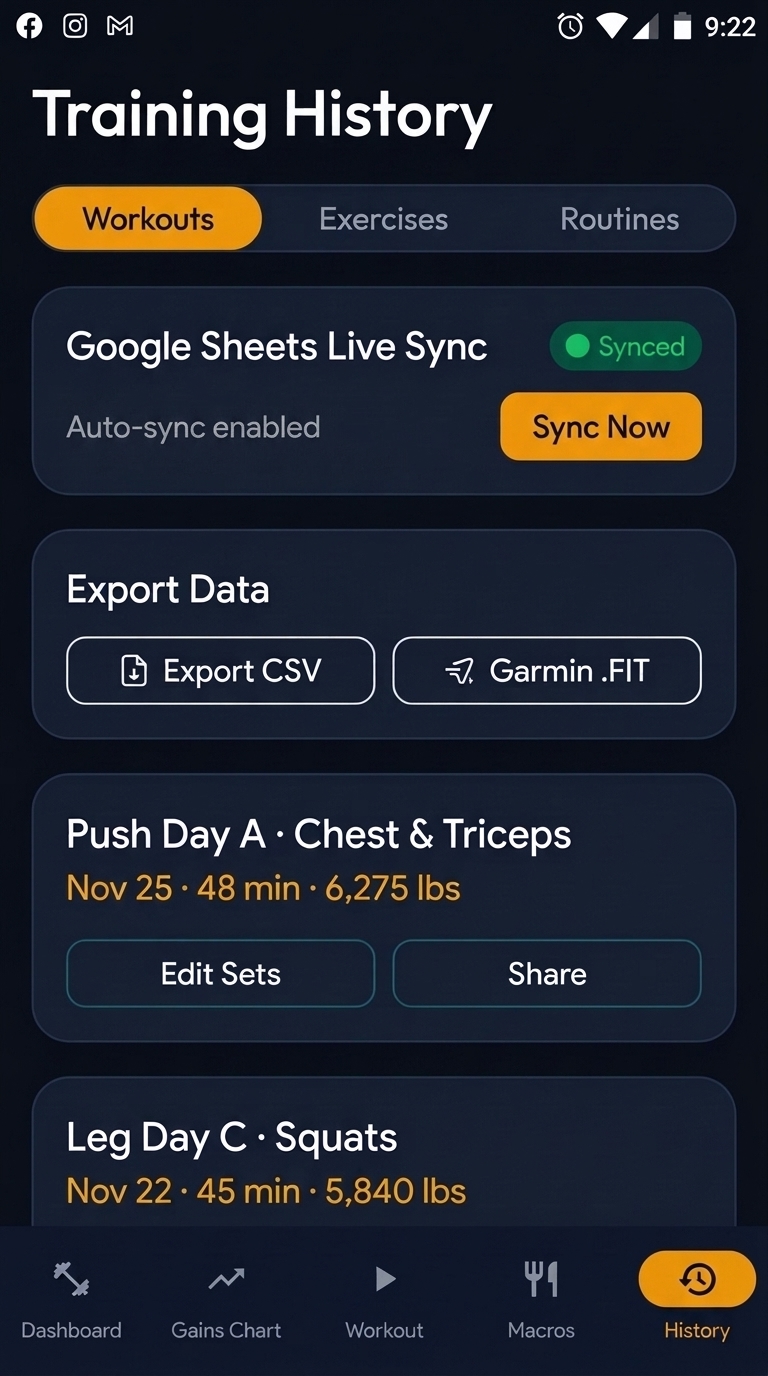 9:22
Training History
Workouts Exercises Routines
Google Sheets Live Sync Synced
Auto-sync enabled Sync Now
Export Data
Export CSV Garmin .FIT
Push Day A · Chest & Triceps
Nov 25 · 48 min · 6,275 lbs
Edit Sets Share
Leg Day C · Squats
Nov 22 · 45 min · 5,840 lbs
Dashboard Gains Chart Workout Macros History